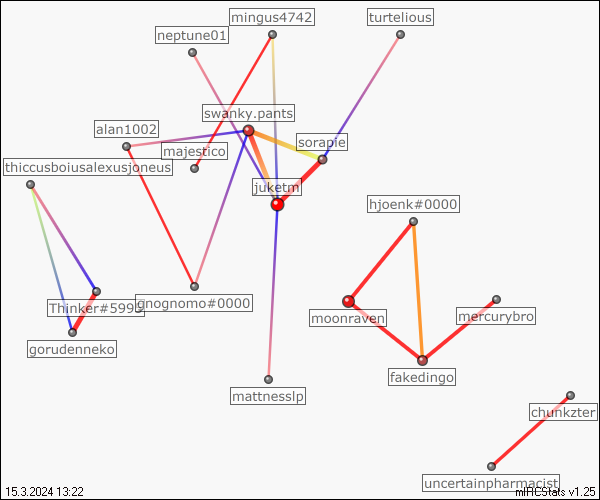 mingus4742
turtelious
neptune01
swanky.pants
alan1002
sorapie
majestico
thiccusboiusalexusjoneus
juketm
hjoenk#0000
Thinker#599
gnognomo#0000
moonraven
mercurybro
gorudenneko
fakedingo
mattnesslp
chunkzter
uncertainpharmacist
15.3.2024 13:22
mIRCStats v1.25